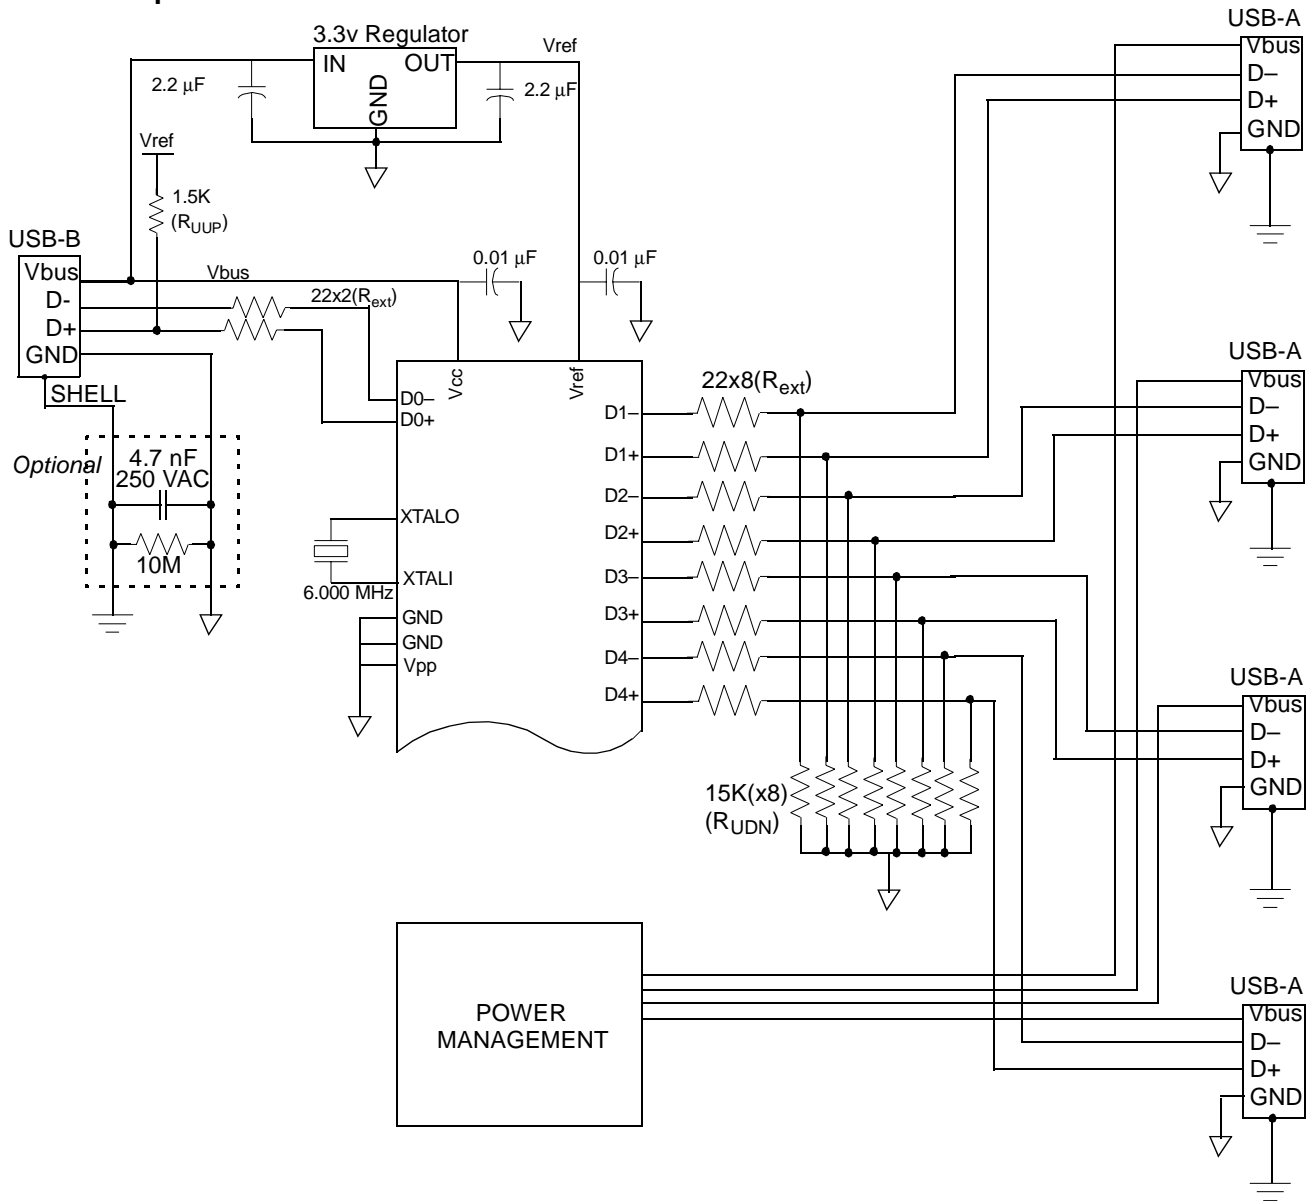 USB-A
3.3v Regulator
Vref
IN
OUT
GND
2.2 μF
2.2 μF
Vbus
D–
D+
GND
Vref
1.5K
(RUUP)
USB-B
Vbus
D-
D+
GND
SHELL
Vbus
22x2(Rext)
0.01 μF
0.01 μF
Vcc
Vref
D0–
D0+
Optional
4.7 nF
250 VAC
10M
XTALO
XTALI
6.000 MHz
GND
GND
Vpp
22x8(Rext)
D1–
D1+
D2–
D2+
D3–
D3+
D4–
D4+
15K(x8)
(RUDN)
USB-A
Vbus
D–
D+
GND
USB-A
Vbus
D–
D+
GND
POWER
MANAGEMENT
USB-A
Vbus
D–
D+
GND